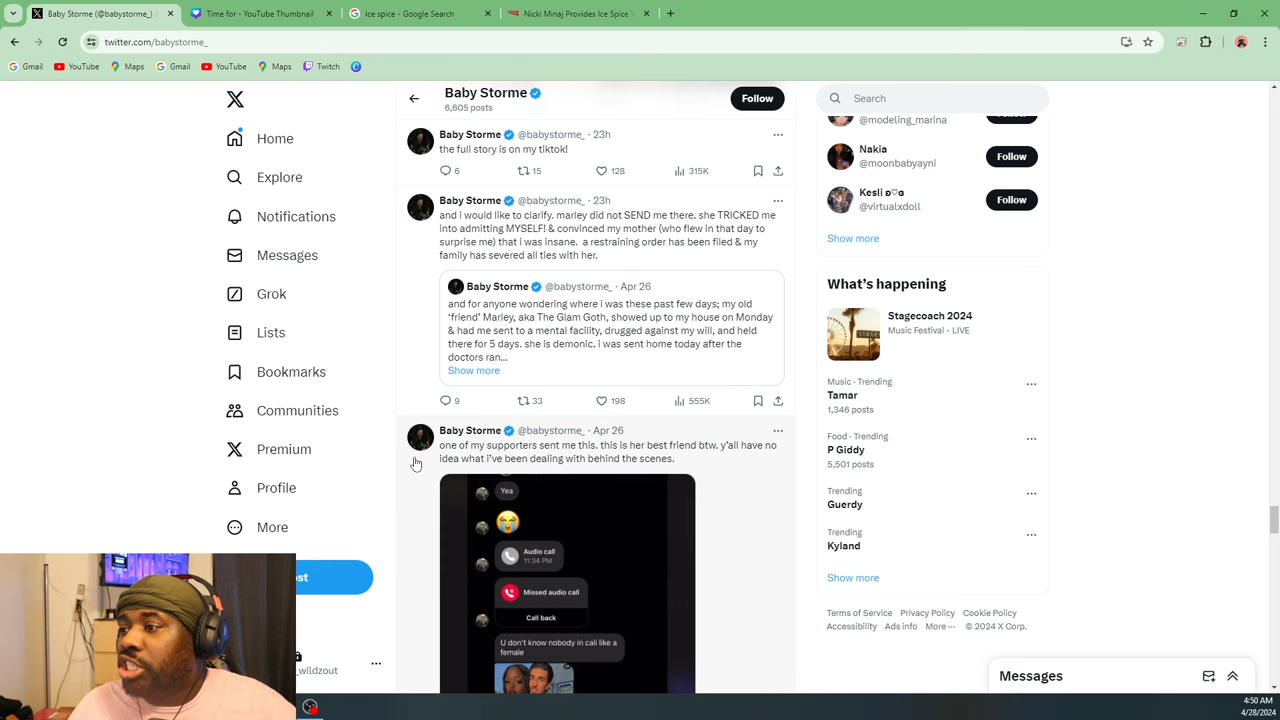 Baby Storme (@babystorme_) /
Time for - YouTube Thumbnail
ice spice - Google Search
Nicki Minaj Provides Ice Spice
twitter.com/babystorme_
Gmail
YouTube
Maps
Gmail
YouTube
Maps
Twitch
Home
Explore
Notifications
Messages
Grok
Lists
Bookmarks
Communities
Premium
Profile
More
_wildzout
Baby Storme
6,605 posts
Follow
Baby Storme @babystorme_ · 23h
the full story is on my tiktok!
6 15 128 315K
Baby Storme @babystorme_ · 23h
and i would like to clarify. marley did not SEND me there. she TRICKED me
into admitting MYSELF! & convinced my mother (who flew in that day to
surprise me) that i was insane. a restraining order has been filed & my
family has severed all ties with her.
Baby Storme @babystorme_ · Apr 26
and for anyone wondering where i was these past few days; my old
‘friend’ Marley, aka The Glam Goth, showed up to my house on Monday
& had me sent to a mental facility, drugged against my will, and held
there for 5 days. she is demonic. i was sent home today after the
doctors ran...
Show more
9 33 198 555K
Baby Storme @babystorme_ · Apr 26
one of my supporters sent me this. this is her best friend btw. y’all have no
idea what i’ve been dealing with behind the scenes.
Yea
😭
Audio call
11:34 PM
Missed audio call
Call back
U don't know nobody in cali like a
female
Search
@modeling_marina
Nakia
@moonbabyayni
Follow
Kesli ʚ♡ɞ
@virtualxdoll
Follow
Show more
What’s happening
Stagecoach 2024
Music Festival · LIVE
Music · Trending
Tamar
1,346 posts
Food · Trending
P Giddy
5,501 posts
Trending
Guerdy
Trending
Kyland
Show more
Terms of Service Privacy Policy Cookie Policy
Accessibility Ads info More ··· © 2024 X Corp.
Messages
4:50 AM
4/28/2024